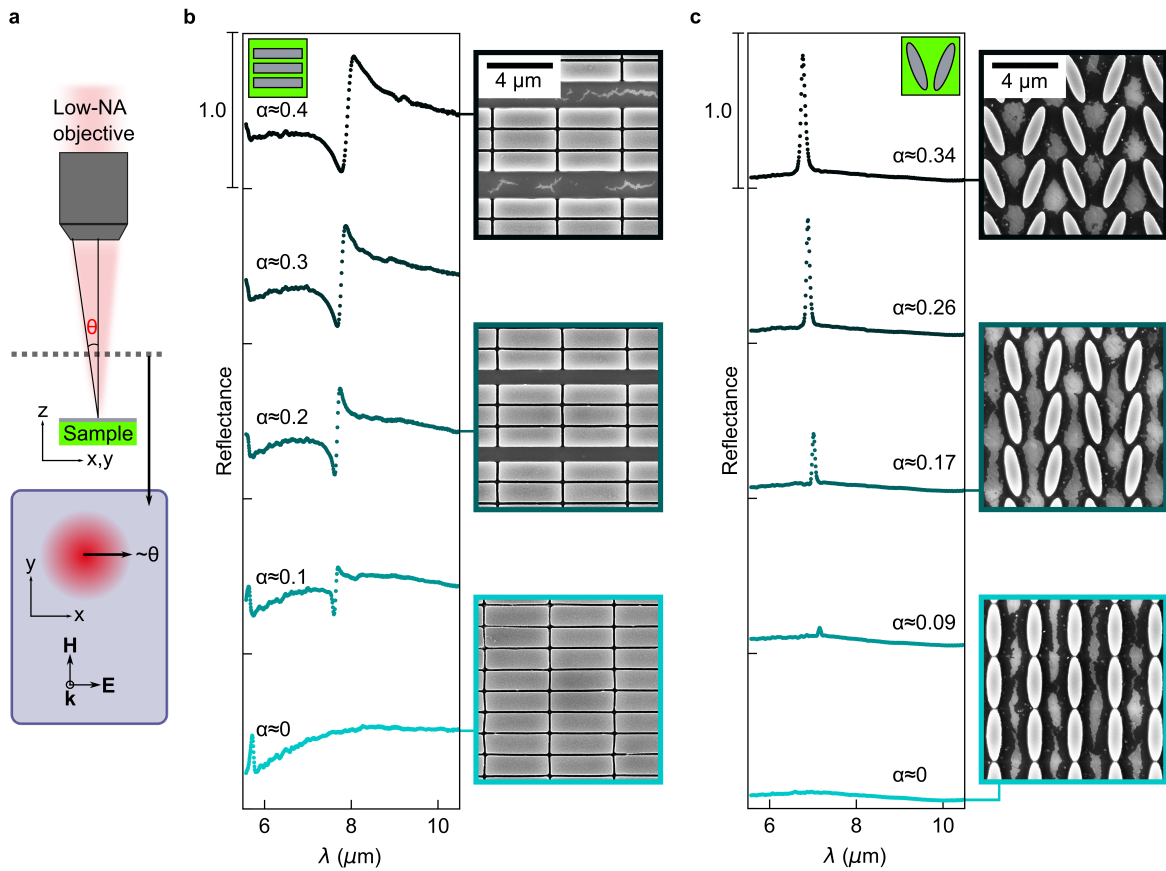 a
Low-NA
objective
θ
z
Sample
x,y
y
~θ
x
H
E
k
b
1.0
α≈0.4
α≈0.3
α≈0.2
α≈0.1
α≈0
Reflectance
6
8
10
λ (μm)
4 μm
c
1.0
α≈0.34
α≈0.26
α≈0.17
α≈0.09
α≈0
Reflectance
6
8
10
λ (μm)
4 μm